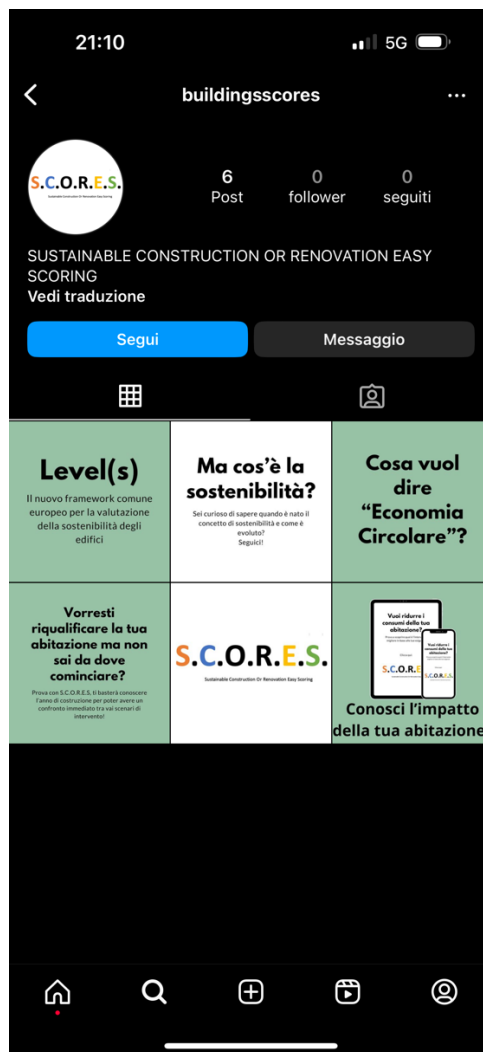 21:10
5G
buildingsscores
S.C.O.R.E.S.
Sustainable Construction Or Renovation Easy Scoring
6
Post
0
follower
0
seguiti
SUSTAINABLE CONSTRUCTION OR RENOVATION EASY
SCORING
Vedi traduzione
Segui
Messaggio
Level(s)
Il nuovo framework comune
europeo per la valutazione
della sostenibilità degli
edifici
Ma cos'è la
sostenibilità?
Sei curioso di sapere quando è nato il
concetto di sostenibilità e come è
evoluto?
Seguici!
Cosa vuol
dire
“Economia
Circolare”?
Vorresti
riqualificare la tua
abitazione ma non
sai da dove
cominciare?
Prova con S.C.O.R.E.S, ti basterà conoscere
l'anno di costruzione per poter avere un
confronto immediato tra vai scenari di
intervento!
S.C.O.R.E.S.
Sustainable Construction Or Renovation Easy Scoring
Vuoi ridurre i
consumi della tua
abitazione?
S.C.O.R.E
Vuoi ridurre i
consumi della tua
abitazione?
S.C.O.R.E.S.
Conosci l'impatto
della tua abitazione